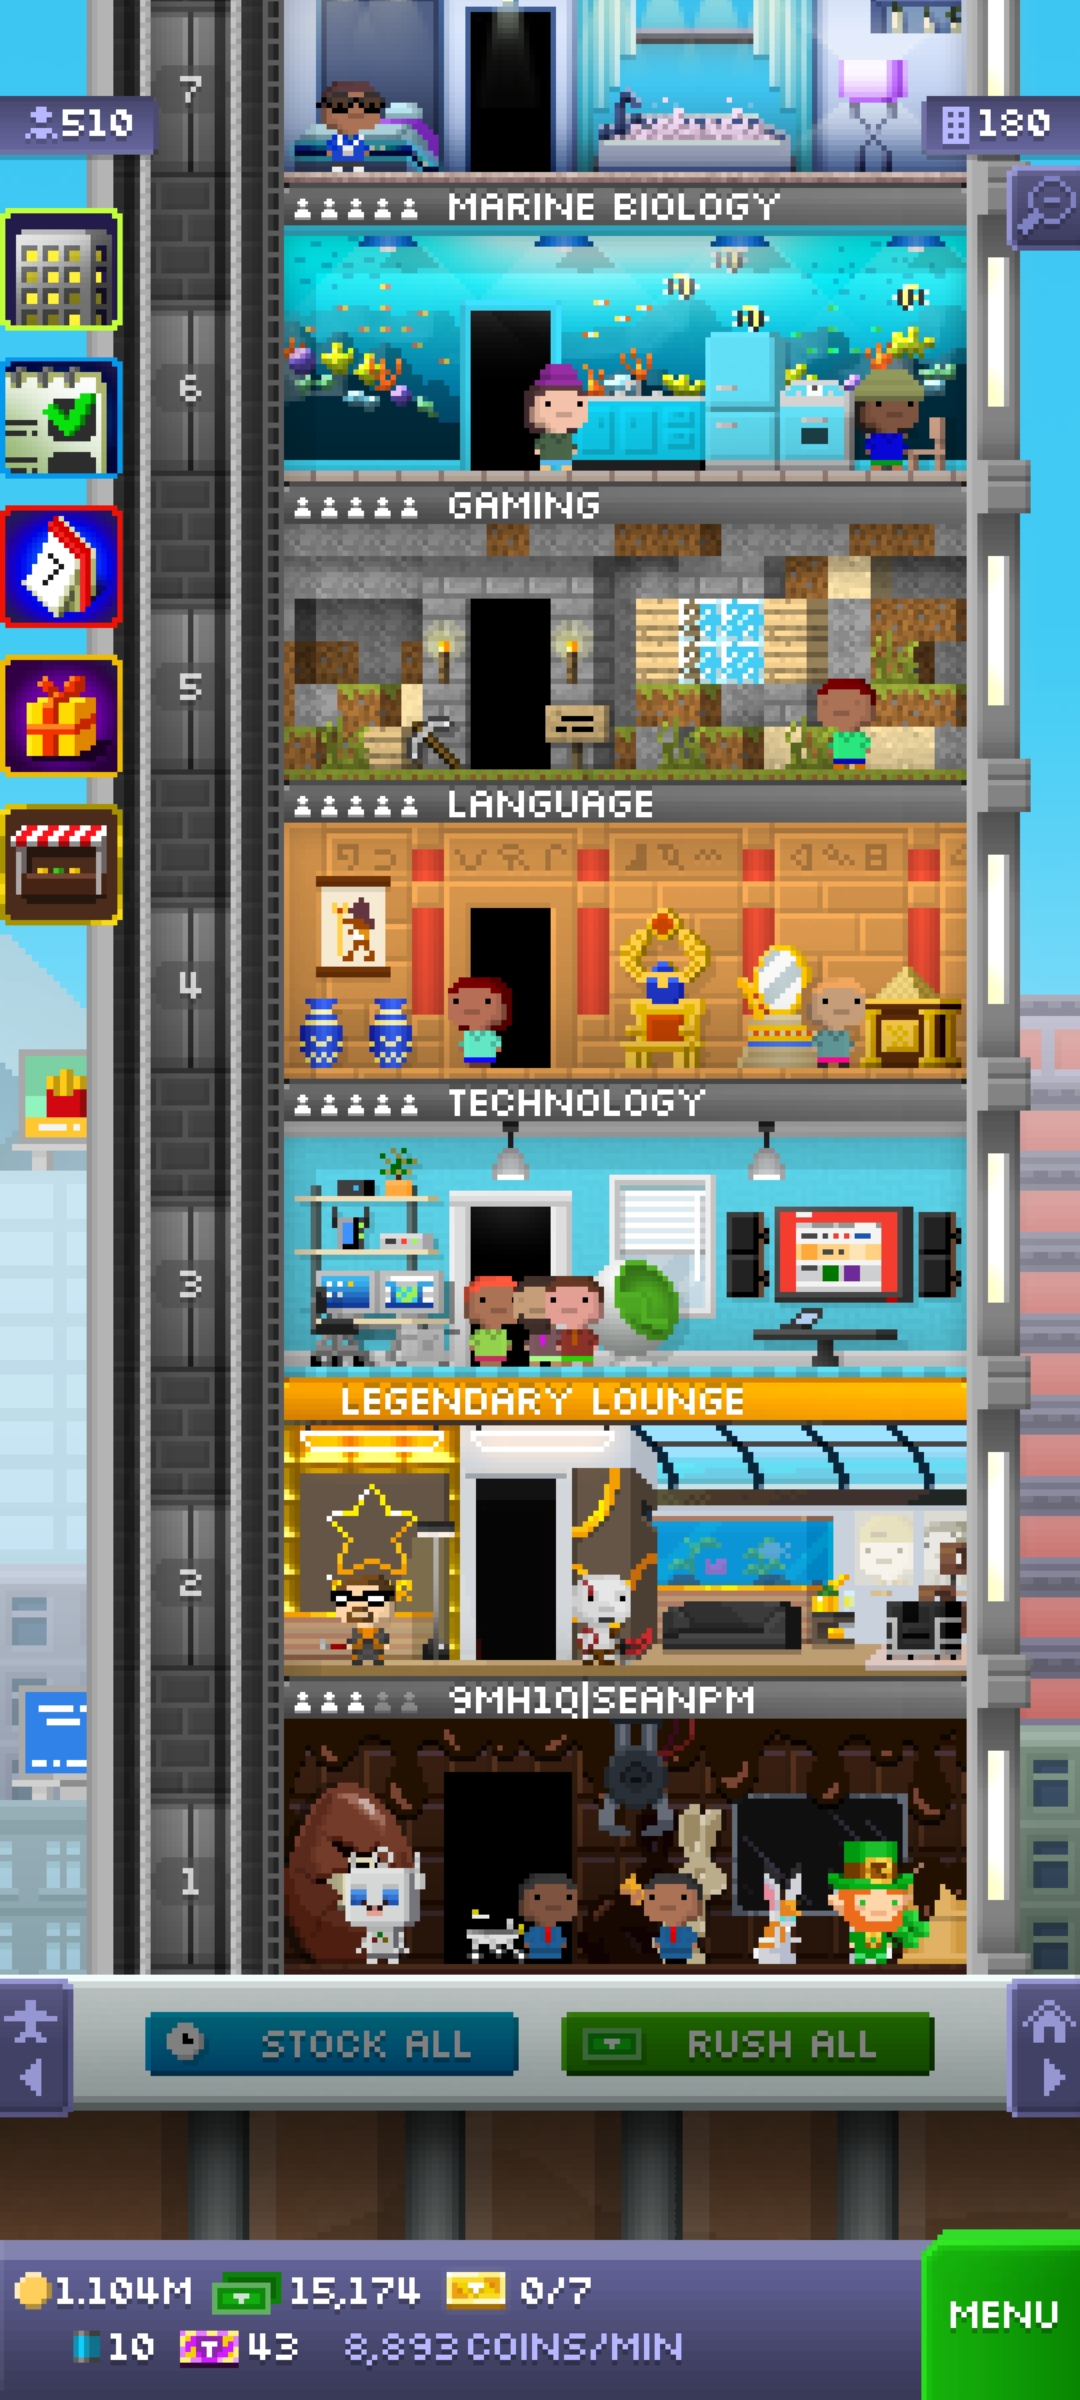 7
510
180
MARINE BIOLOGY
6
GAMING
5
7
LANGUAGE
4
TECHNOLOGY
3
LEGENDARY LOUNGE
2
9MH1Q|SEANPM
1
STOCK ALL
RUSH ALL
1.104M 15,174 0/7
MENU
10 43 8,893 COINS/MIN